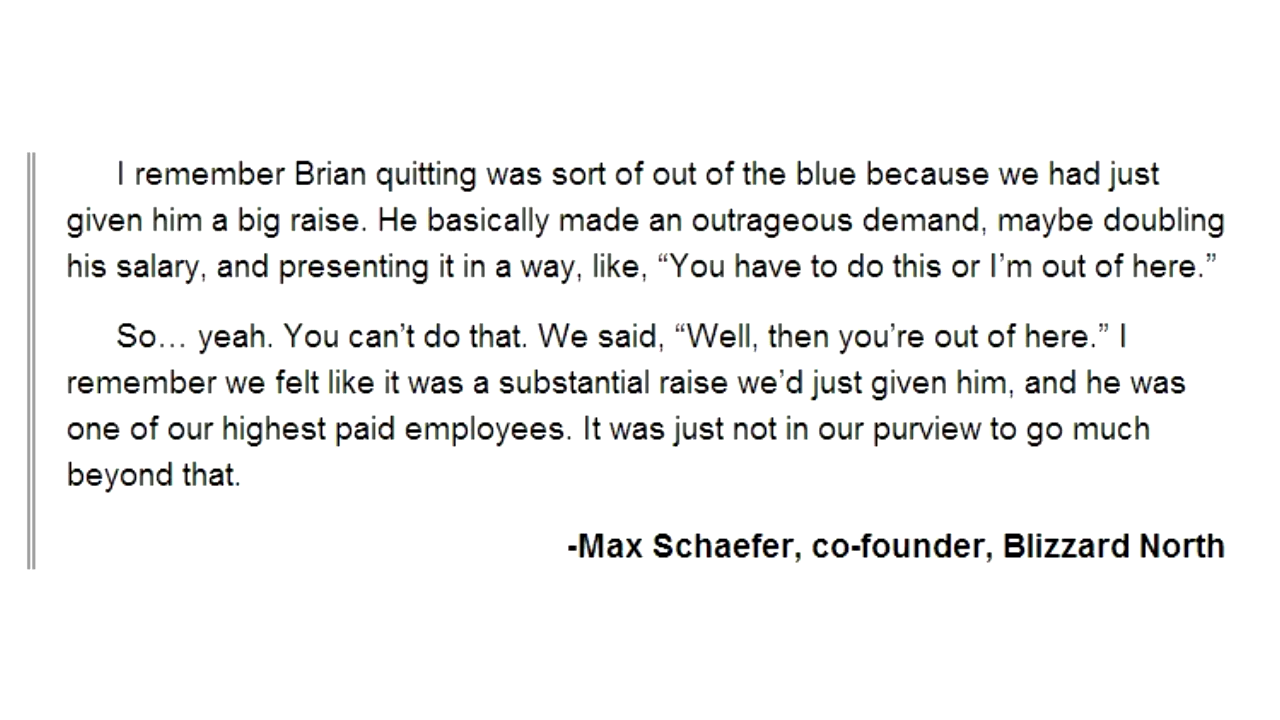 I remember Brian quitting was sort of out of the blue because we had just
given him a big raise. He basically made an outrageous demand, maybe doubling
his salary, and presenting it in a way, like, “You have to do this or I’m out of here.”
So… yeah. You can’t do that. We said, “Well, then you’re out of here.” I
remember we felt like it was a substantial raise we’d just given him, and he was
one of our highest paid employees. It was just not in our purview to go much
beyond that.
-Max Schaefer, co-founder, Blizzard North